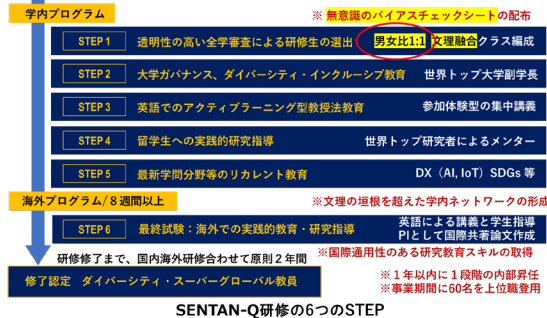 学内プログラム
※ 無意識のバイアスチェックシートの配布
STEP 1 透明性の高い全学審査による研修生の選出 男女比1:1 文理融合クラス編成
STEP 2 大学ガバナンス、ダイバーシティ・インクルーシブ教育 世界トップ大学副学長
STEP 3 英語でのアクティブラーニング型教授法教育 参加体験型の集中講義
STEP 4 留学生への実践的研究指導 世界トップ研究者によるメンター
STEP 5 最新学問分野等のリカレント教育 DX（AI, IoT）SDGs 等
海外プログラム/８週間以上
※文理の垣根を超えた学内ネットワークの形成
STEP 6 最終試験：海外での実践的教育・研究指導 英語による講義と学生指導
PIとして国際共著論文作成
※国際通用性のある研究教育スキルの取得
研修修了まで、国内海外研修合わせて原則２年間
修了認定 ダイバーシティ・スーパーグローバル教員
※１年以内に１段階の内部昇任
※事業期間に60名を上位職登用
SENTAN-Q研修の6つのSTEP